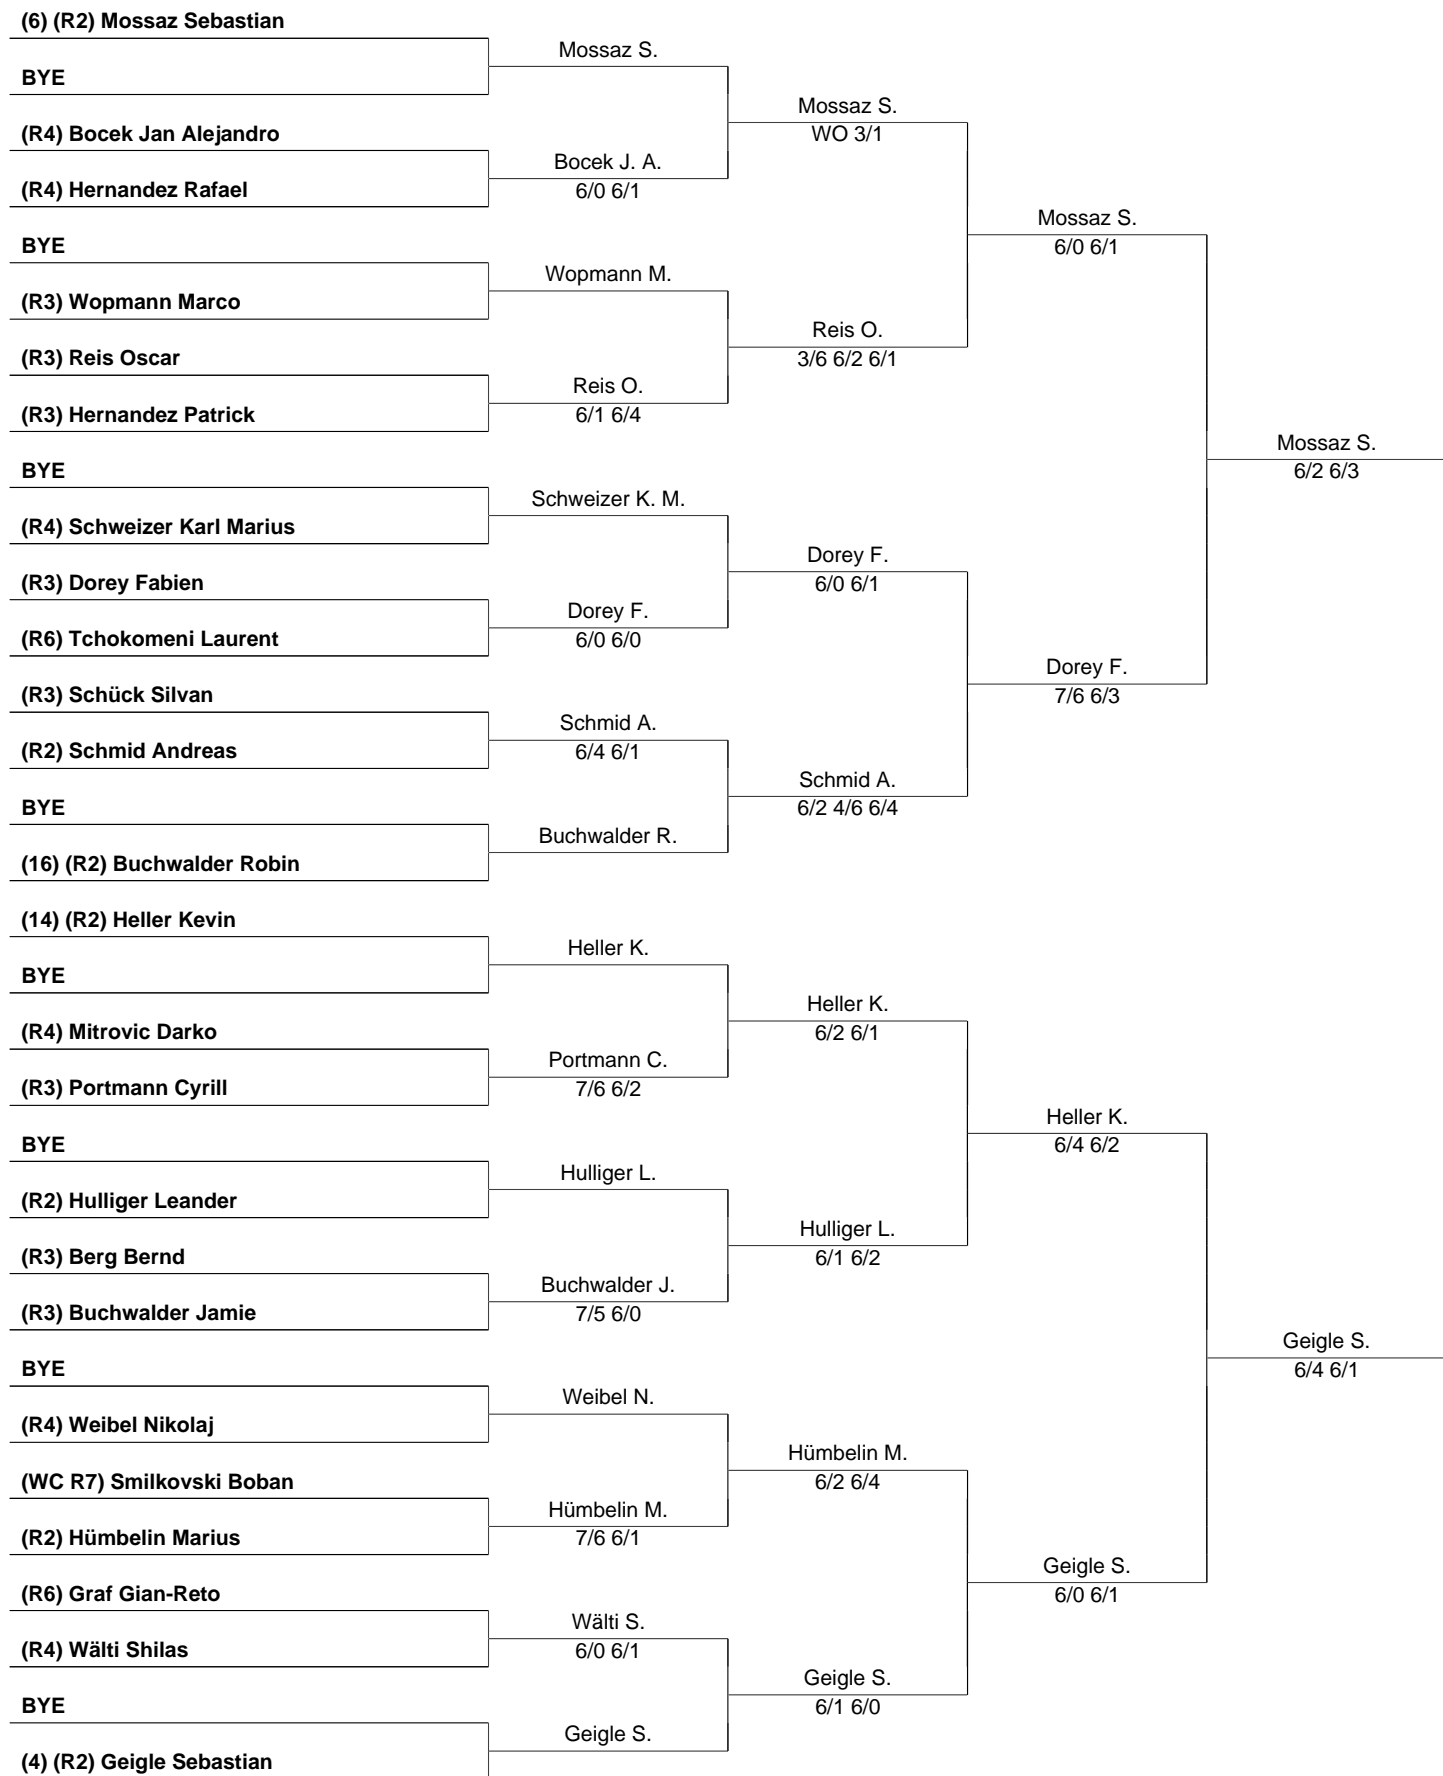 (6) (R2) Mossaz Sebastian
Mossaz S.
BYE
Mossaz S.
(R4) Bocek Jan Alejandro
WO 3/1
Bocek J. A.
(R4) Hernandez Rafael
6/0 6/1
Mossaz S.
BYE
6/0 6/1
Wopmann M.
(R3) Wopmann Marco
Reis O.
(R3) Reis Oscar
3/6 6/2 6/1
Reis O.
(R3) Hernandez Patrick
6/1 6/4
Mossaz S.
BYE
6/2 6/3
Schweizer K. M.
(R4) Schweizer Karl Marius
Dorey F.
(R3) Dorey Fabien
6/0 6/1
Dorey F.
(R6) Tchokomeni Laurent
6/0 6/0
Dorey F.
(R3) Schück Silvan
7/6 6/3
Schmid A.
(R2) Schmid Andreas
6/4 6/1
Schmid A.
BYE
6/2 4/6 6/4
Buchwalder R.
(16) (R2) Buchwalder Robin
(14) (R2) Heller Kevin
Heller K.
BYE
Heller K.
(R4) Mitrovic Darko
6/2 6/1
Portmann C.
(R3) Portmann Cyrill
7/6 6/2
Heller K.
BYE
6/4 6/2
Hulliger L.
(R2) Hulliger Leander
Hulliger L.
(R3) Berg Bernd
6/1 6/2
Buchwalder J.
(R3) Buchwalder Jamie
7/5 6/0
Geigle S.
BYE
6/4 6/1
Weibel N.
(R4) Weibel Nikolaj
Hümbelin M.
(WC R7) Smilkovski Boban
6/2 6/4
Hümbelin M.
(R2) Hümbelin Marius
7/6 6/1
Geigle S.
(R6) Graf Gian-Reto
6/0 6/1
Wälti S.
(R4) Wälti Shilas
6/0 6/1
Geigle S.
BYE
6/1 6/0
Geigle S.
(4) (R2) Geigle Sebastian